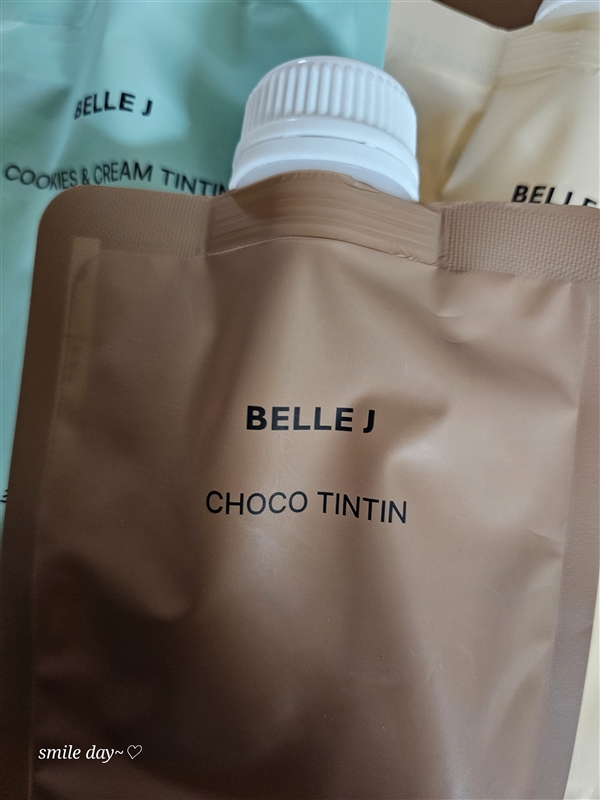 BELLE J
COOKIES & CREAM TINTIN
BELLE
BELLE J
CHOCO TINTIN
smile day~♡